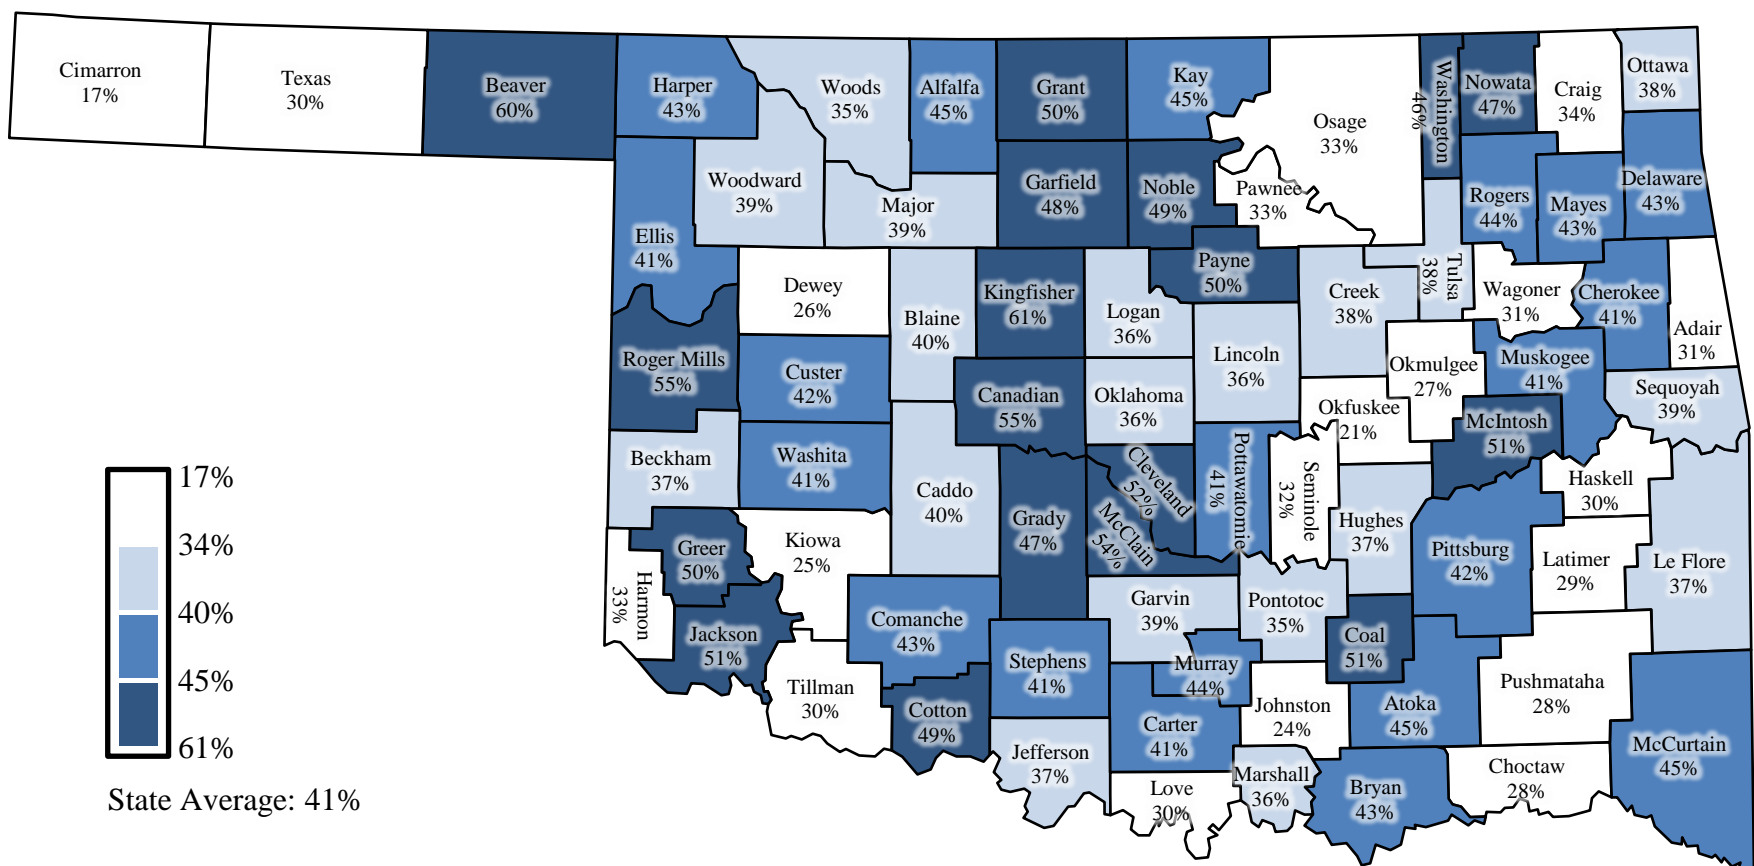 Cimarron
17%
Texas
30%
Beaver
60%
Harper
43%
Woods
35%
Alfalfa
45%
Grant
50%
Kay
45%
Osage
33%
Washington
46%
Nowata
47%
Craig
34%
Ottawa
38%
Woodward
39%
Major
39%
Garfield
48%
Noble
49%
Pawnee
33%
Rogers
44%
Mayes
43%
Delaware
43%
Ellis
41%
Dewey
26%
Blaine
40%
Kingfisher
61%
Logan
36%
Payne
50%
Creek
38%
Tulsa
38%
Wagoner
31%
Cherokee
41%
Adair
31%
Roger Mills
55%
Custer
42%
Canadian
55%
Oklahoma
36%
Lincoln
36%
Okmulgee
27%
Muskogee
41%
Sequoyah
39%
Okfuskee
21%
McIntosh
51%
Beckham
37%
Washita
41%
Caddo
40%
Grady
47%
Cleveland
52%
McClain
54%
Pottawatomie
41%
Seminole
32%
Hughes
37%
Haskell
30%
Pittsburg
42%
Latimer
29%
Le Flore
37%
Greer
50%
Kiowa
25%
Harmon
33%
Jackson
51%
Comanche
43%
Garvin
39%
Pontotoc
35%
Coal
51%
Tillman
30%
Cotton
49%
Stephens
41%
Murray
44%
Johnston
24%
Atoka
45%
Pushmataha
28%
McCurtain
45%
Jefferson
37%
Carter
41%
Love
30%
Marshall
36%
Bryan
43%
Choctaw
28%
17%
34%
40%
45%
61%
State Average: 41%